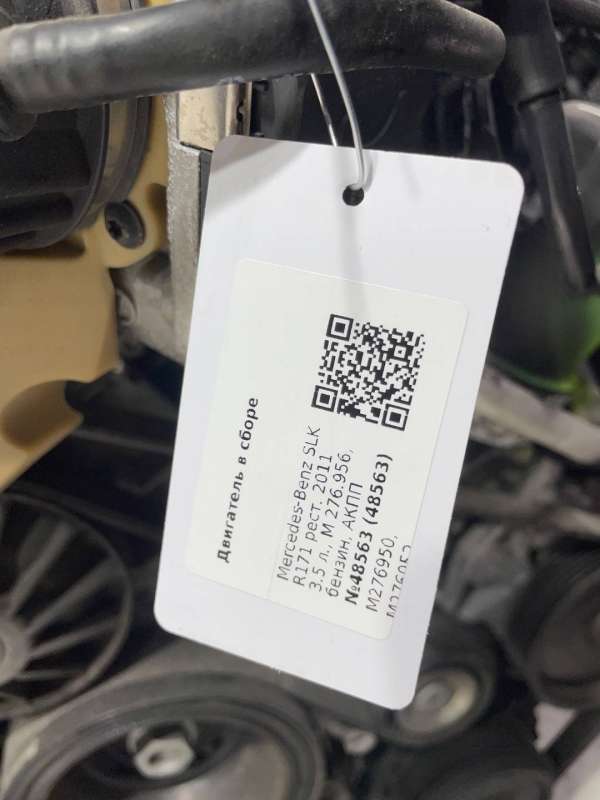 Двигатель в сборе
Mercedes-Benz SLK
R171 рест. 2011
3.5 л., M 276.956,
бензин, АКПП
№48563 (48563)
M276950,